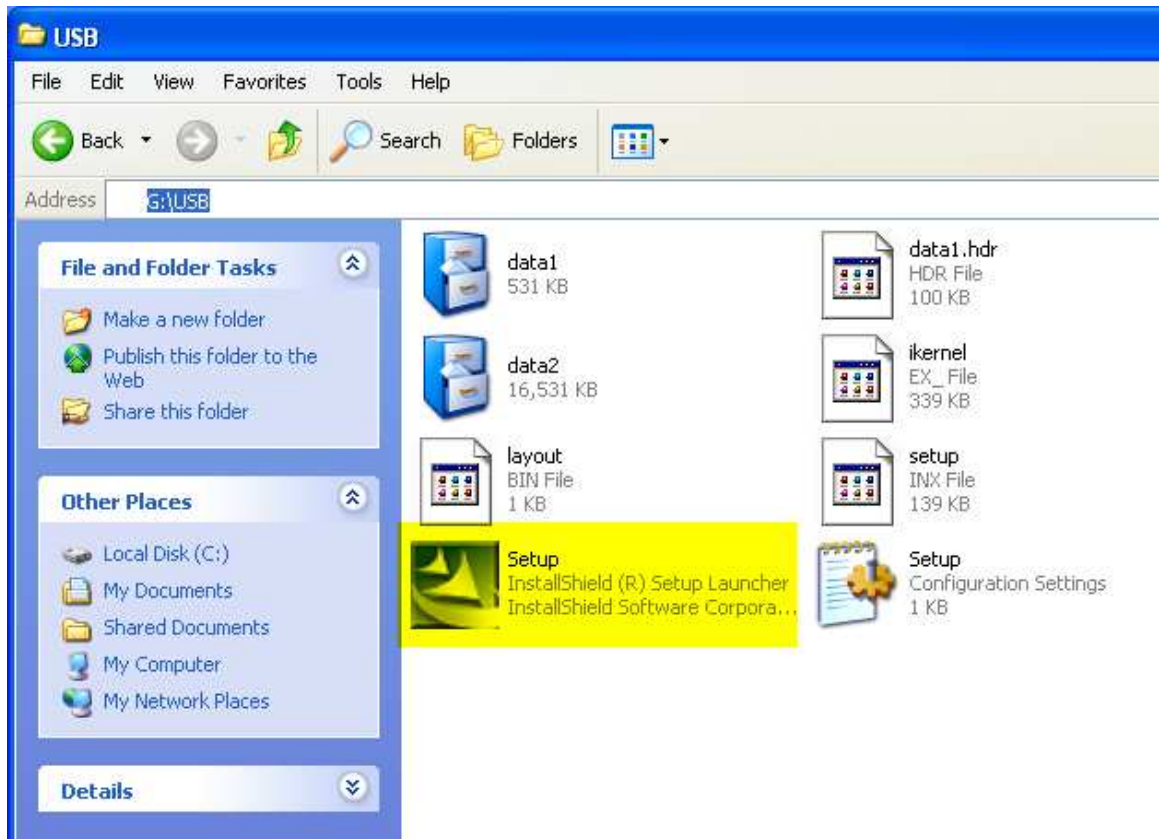 USB
File Edit View Favorites Tools Help
Back Search Folders
Address G:\USB
File and Folder Tasks
Make a new folder
Publish this folder to the
Web
Share this folder
Other Places
Local Disk (C:)
My Documents
Shared Documents
My Computer
My Network Places
Details
data1
531 KB
data1.hdr
HDR File
100 KB
data2
16,531 KB
ikernel
EX_ File
339 KB
layout
BIN File
1 KB
setup
INX File
139 KB
Setup
InstallShield (R) Setup Launcher
InstallShield Software Corpora...
Setup
Configuration Settings
1 KB